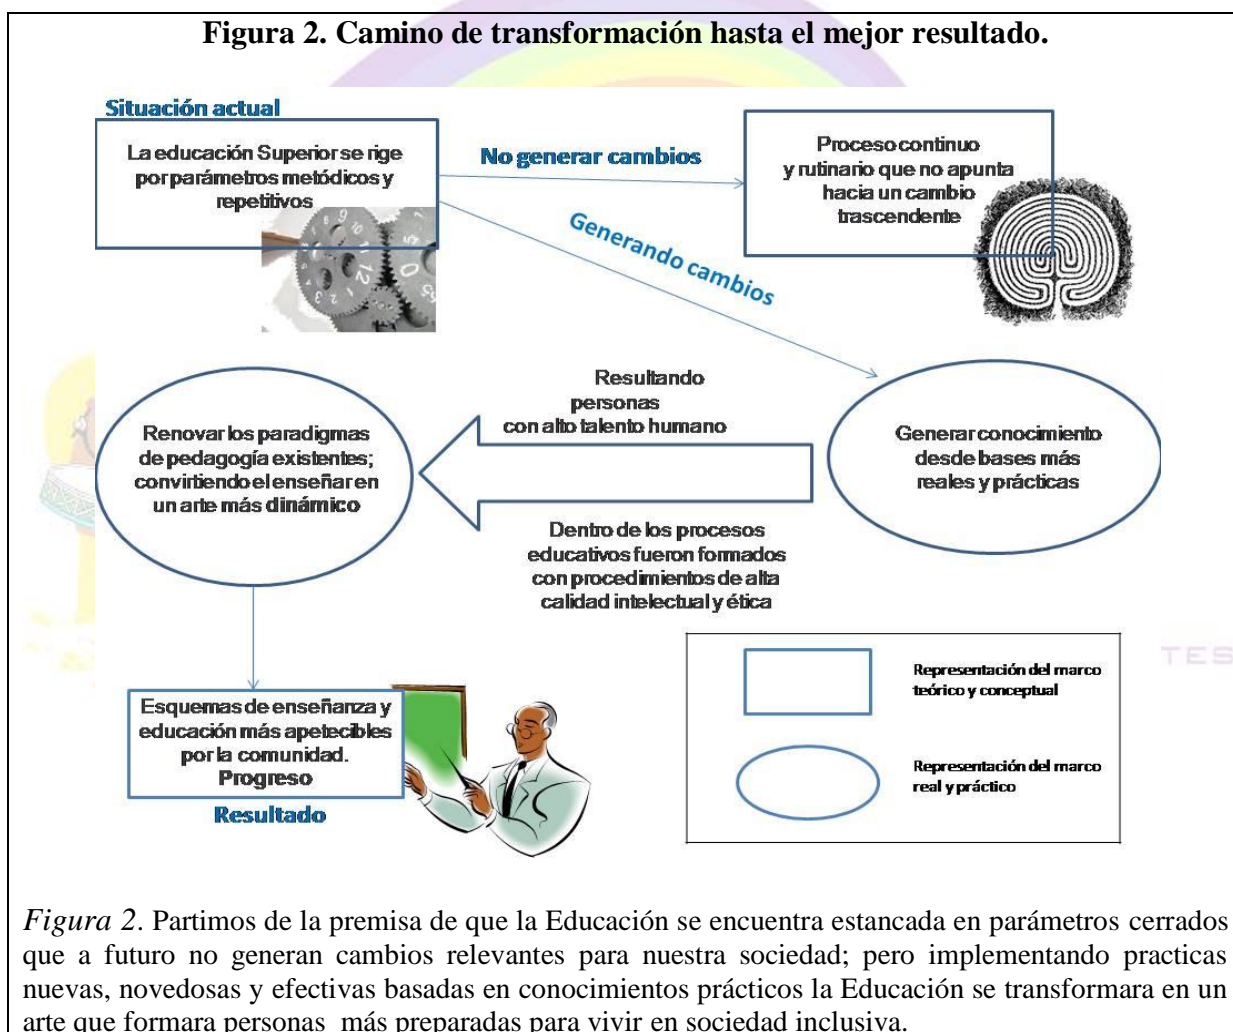 Figura 2. Camino de transformación hasta el mejor resultado.
Situación actual
La educación Superior se rige
por parámetros metódicos y
repetitivos
No generar cambios
Proceso continuo
y rutinario que no apunta
hacia un cambio
trascendente
Generando cambios
Resultando
personas
con alto talento humano
Renovar los paradigmas
de pedagogía existentes;
convirtiendo el enseñar en
un arte más dinámico
Generar conocimiento
desde bases más
reales y prácticas
Dentro de los procesos
educativos fueron formados
con procedimientos de alta
calidad intelectual y ética
Esquemas de enseñanza y
educación más apetecibles
por la comunidad.
Progreso
Resultado
Representación del marco
teórico y conceptual
Representación del marco
real y práctico
TES
Figura 2. Partimos de la premisa de que la Educación se encuentra estancada en parámetros cerrados
que a futuro no generan cambios relevantes para nuestra sociedad; pero implementando practicas
nuevas, novedosas y efectivas basadas en conocimientos prácticos la Educación se transformara en un
arte que formara personas  más preparadas para vivir en sociedad inclusiva.